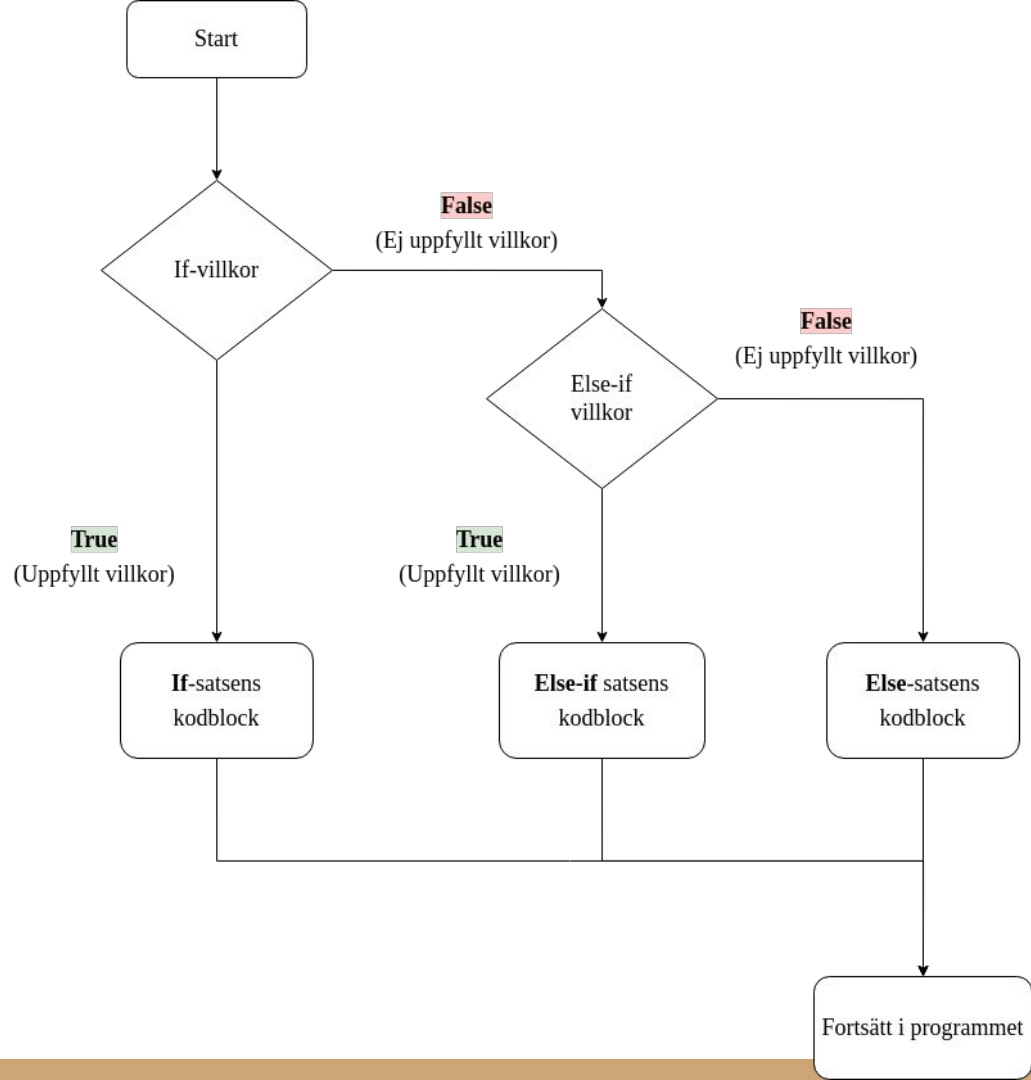 Start
False
(Ej uppfyllt villkor)
If-villkor
False
(Ej uppfyllt villkor)
Else-if
villkor
True
(Uppfyllt villkor)
True
(Uppfyllt villkor)
If-satsens
kodblock
Else-if satsens
kodblock
Else-satsens
kodblock
Fortsätt i programmet